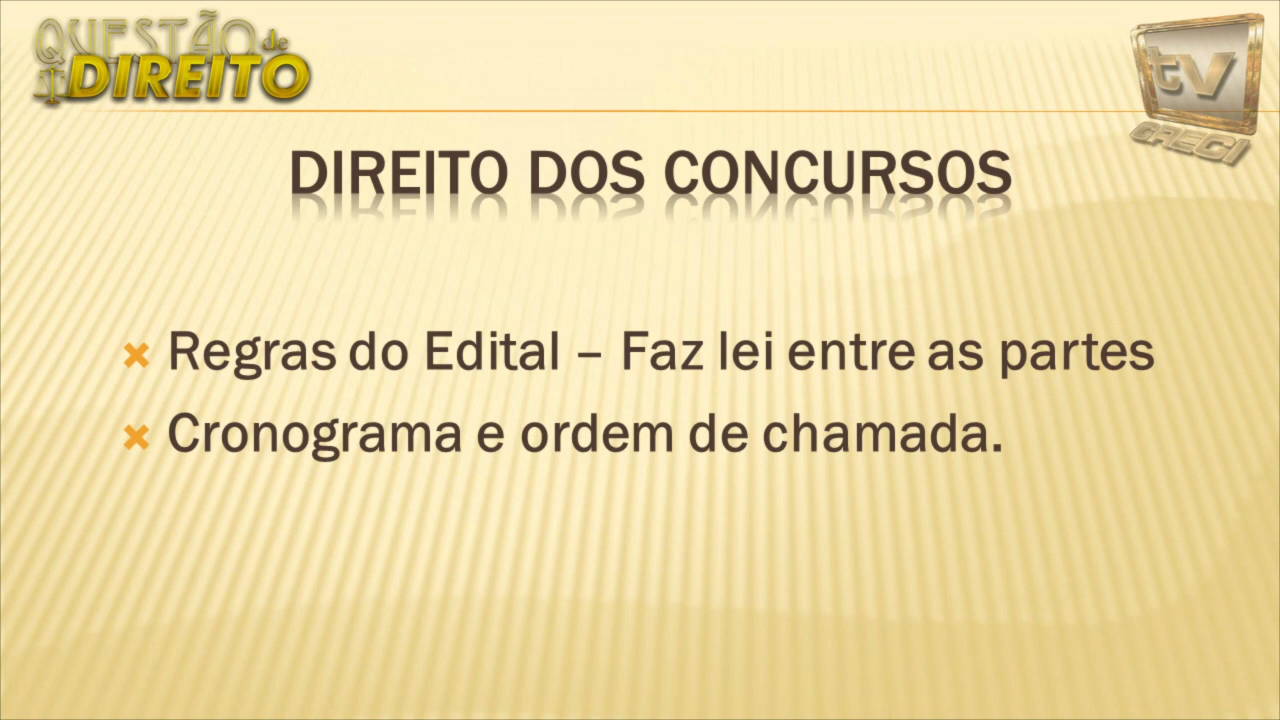 QUESTÃO de
DIREITO
tv
CAEGI
DIREITO DOS CONCURSOS
Regras do Edital – Faz lei entre as partes
Cronograma e ordem de chamada.